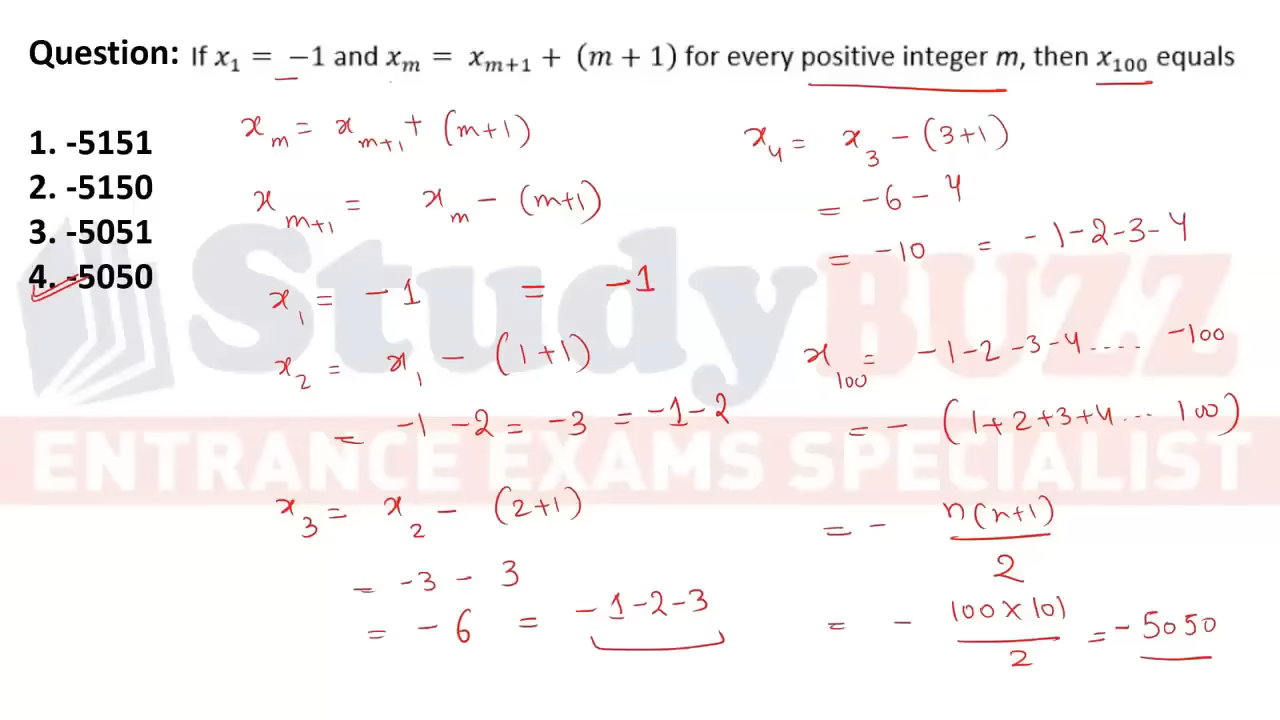 Question: If x₁ = −1 and xₘ = xₘ₊₁ + (m + 1) for every positive integer m, then x₁₀₀ equals
1. -5151
2. -5150
3. -5051
4. -5050
xₘ = xₘ₊₁ + (m+1)
xₘ₊₁ = xₘ − (m+1)
x₁ = −1 = −1
x₂ = x₁ − (1+1)
= −1 −2 = −3 = −1−2
x₃ = x₂ − (2+1)
= −3 − 3
= −6 = −1−2−3
x₄ = x₃ − (3+1)
= −6 − 4
= −10 = −1−2−3−4
x₁₀₀ = −1−2−3−4.... −100
= − (1+2+3+4... 100)
= − n(n+1)/2
= − 100×101/2 = −5050
StudyBUZZ
ENTRANCE EXAMS SPECIALIST